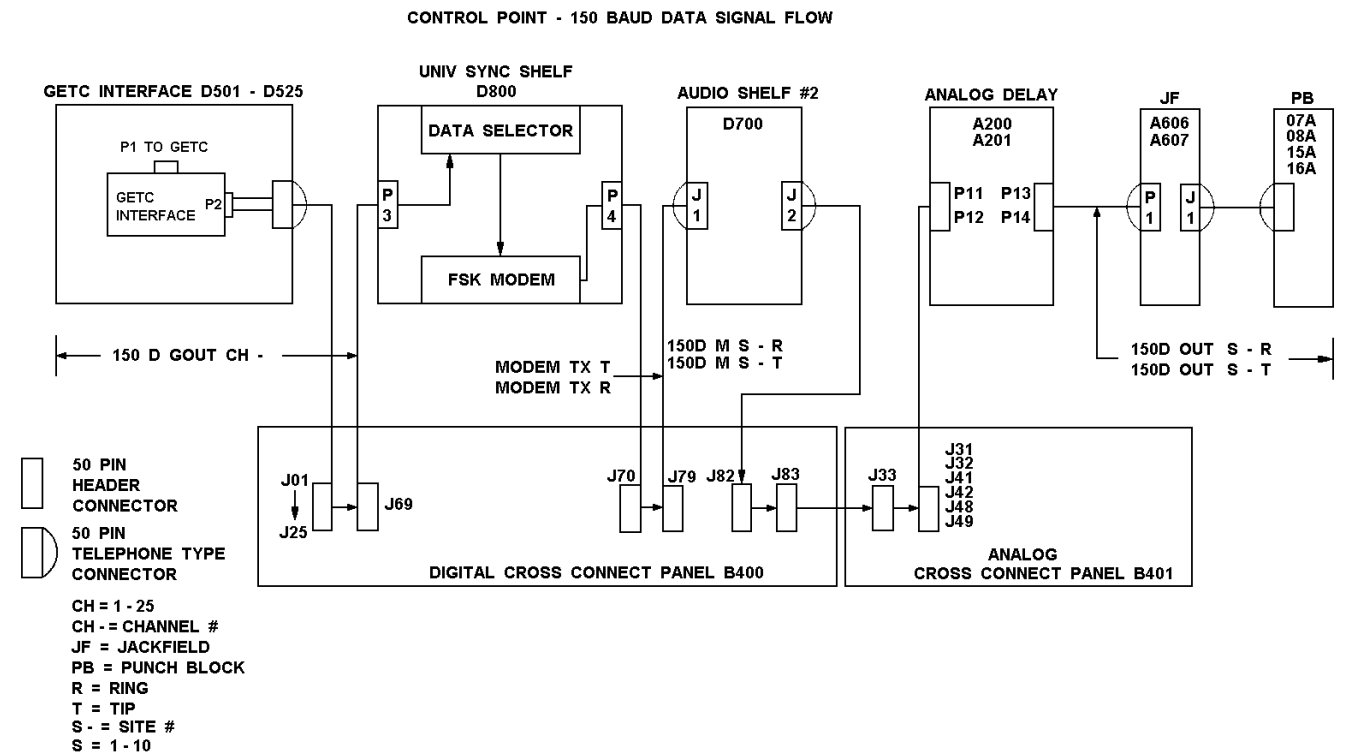 CONTROL POINT - 150 BAUD DATA SIGNAL FLOW
GETC INTERFACE D501 - D525
P1 TO GETC
GETC
INTERFACE
P2
UNIV SYNC SHELF
D800
DATA SELECTOR
P
3
P
4
FSK MODEM
AUDIO SHELF #2
D700
J
1
J
2
ANALOG DELAY
A200
A201
P11 P13
P12 P14
JF
A606
A607
P
1
J
1
PB
07A
08A
15A
16A
150 D GOUT CH -
MODEM TX T
MODEM TX R
150D M S - R
150D M S - T
150D OUT S - R
150D OUT S - T
J01
J25
J69
J70
J79
J82
J83
DIGITAL CROSS CONNECT PANEL B400
J33
J31
J32
J41
J42
J48
J49
ANALOG
CROSS CONNECT PANEL B401
50 PIN
HEADER
CONNECTOR
50 PIN
TELEPHONE TYPE
CONNECTOR
CH = 1 - 25
CH - = CHANNEL #
JF = JACKFIELD
PB = PUNCH BLOCK
R = RING
T = TIP
S - = SITE #
S = 1 - 10